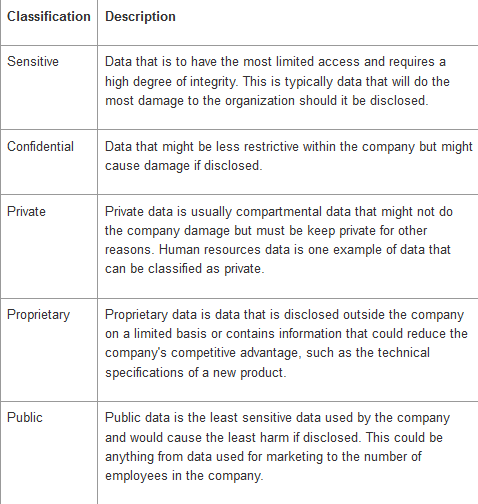 Classification Description
Sensitive Data that is to have the most limited access and requires a
high degree of integrity. This is typically data that will do the
most damage to the organization should it be disclosed.
Confidential Data that might be less restrictive within the company but might
cause damage if disclosed.
Private Private data is usually compartmental data that might not do
the company damage but must be keep private for other
reasons. Human resources data is one example of data that
can be classified as private.
Proprietary Proprietary data is data that is disclosed outside the company
on a limited basis or contains information that could reduce the
company's competitive advantage, such as the technical
specifications of a new product.
Public Public data is the least sensitive data used by the company
and would cause the least harm if disclosed. This could be
anything from data used for marketing to the number of
employees in the company.